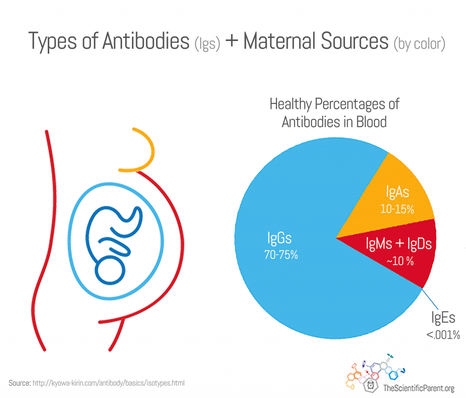 Types of Antibodies (Igs) + Maternal Sources (by color)
Healthy Percentages of
Antibodies in Blood
IgAs
10-15%
IgGs
70-75%
IgMs + IgDs
~10 %
IgEs
<.001%
Source: http://kyowa-kirin.com/antibody/basics/isotypes.html
TheScientificParent.org